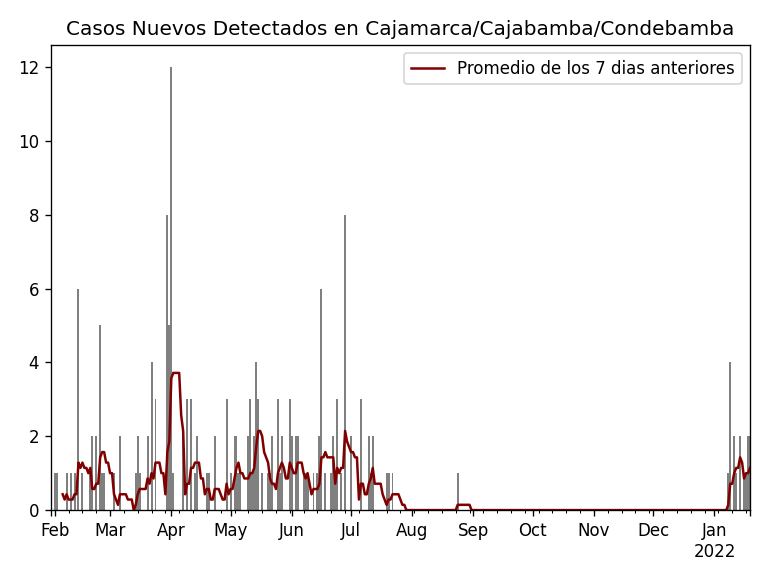 Casos Nuevos Detectados en Cajamarca/Cajabamba/Condebamba
Promedio de los 7 dias anteriores
12
10
8
6
4
2
0
Feb Mar Apr May Jun Jul Aug Sep Oct Nov Dec Jan
2022